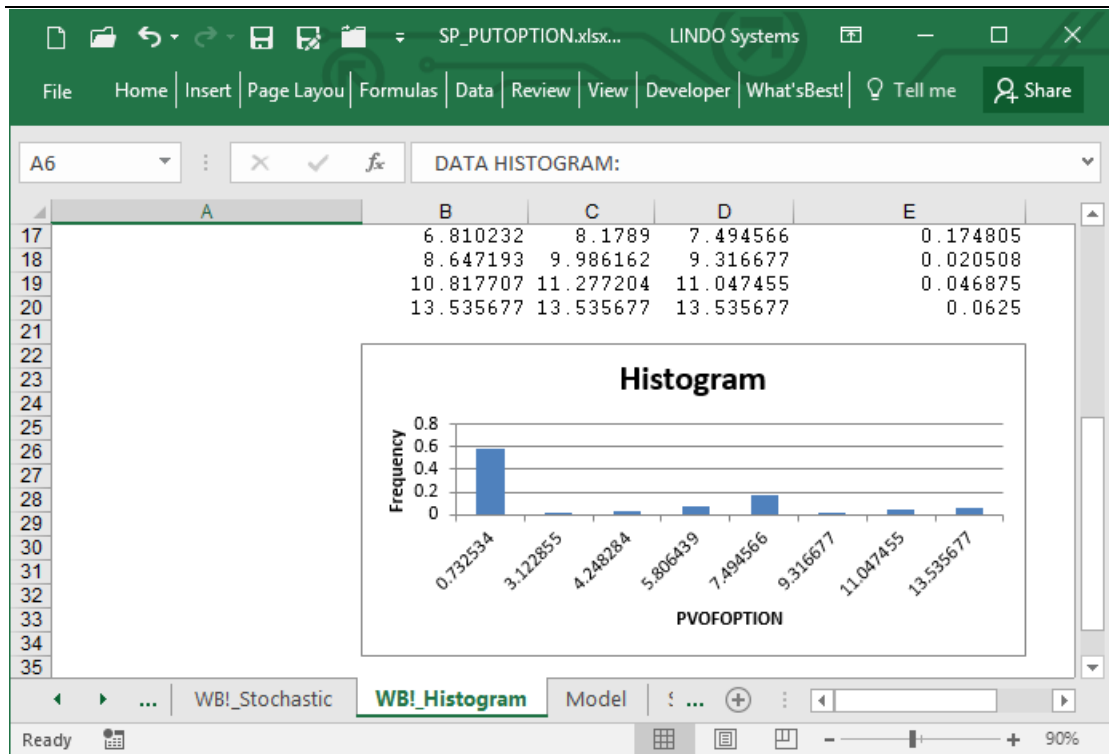 SP_PUTOPTION.xlsx... LINDO Systems
File Home Insert Page Layou Formulas Data Review View Developer What'sBest! Tell me Share
A6 fx DATA HISTOGRAM:
A B C D E
17 6.810232 8.1789 7.494566 0.174805
18 8.647193 9.986162 9.316677 0.020508
19 10.817707 11.277204 11.047455 0.046875
20 13.535677 13.535677 13.535677 0.0625
21
22
23
24
25
26
27
28
29
30
31
32
33
34
35
Histogram
Frequency
0.8
0.6
0.4
0.2
0
0.732534 3.122855 4.248284 5.806439 7.494566 9.316677 11.047455 13.535677
PVOFOPTION
... WB!_Stochastic WB!_Histogram Model ...
Ready 90%